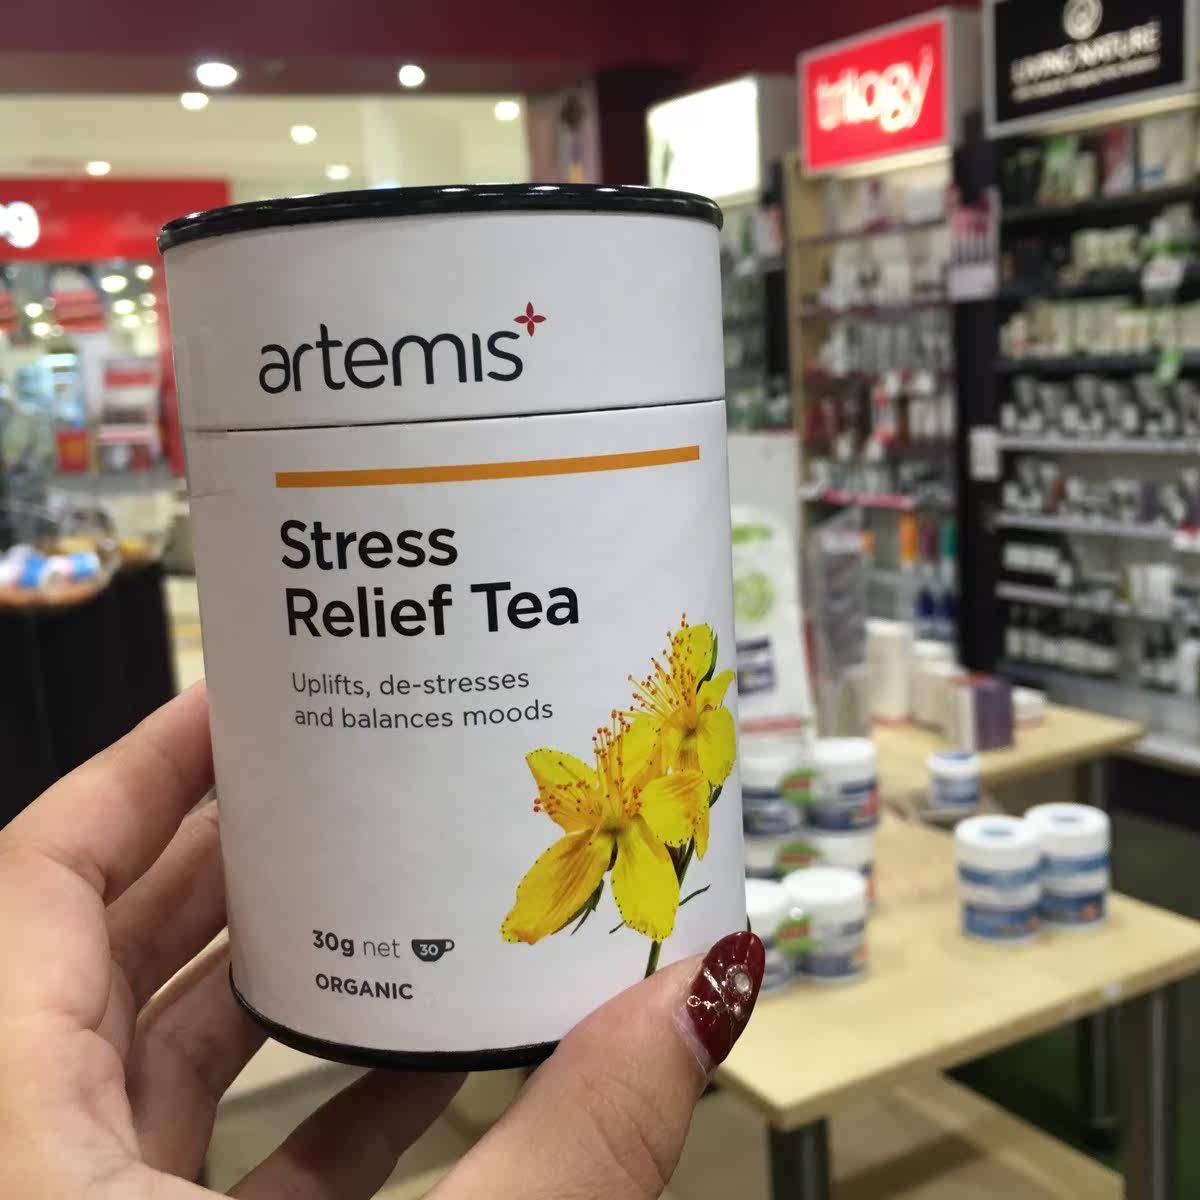 artemis
Stress
Relief Tea
Uplifts, de-stresses
and balances moods
30g net 30
ORGANIC
trilogy
LIVING NATURE